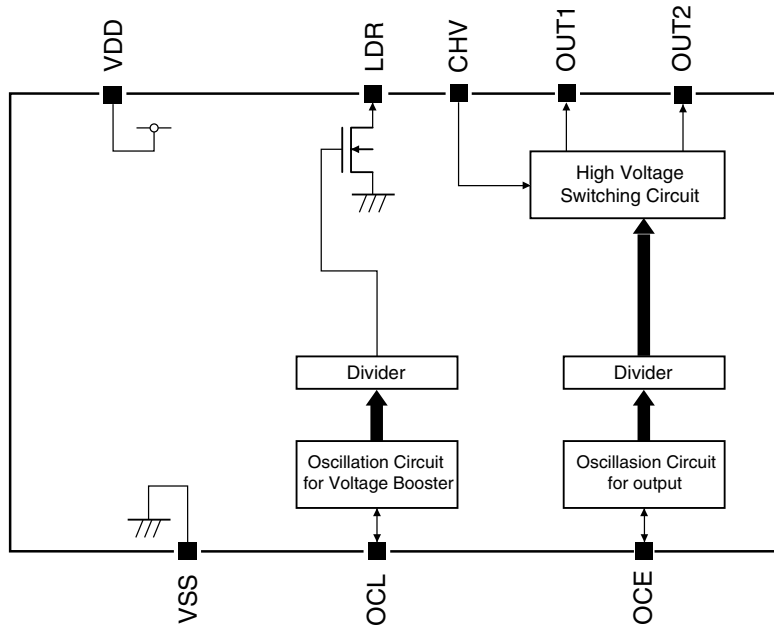 VDD
LDR
CHV
OUT1
OUT2
High Voltage
Switching Circuit
Divider
Divider
Oscillation Circuit
for Voltage Booster
Oscillasion Circuit
for output
VSS
OCL
OCE